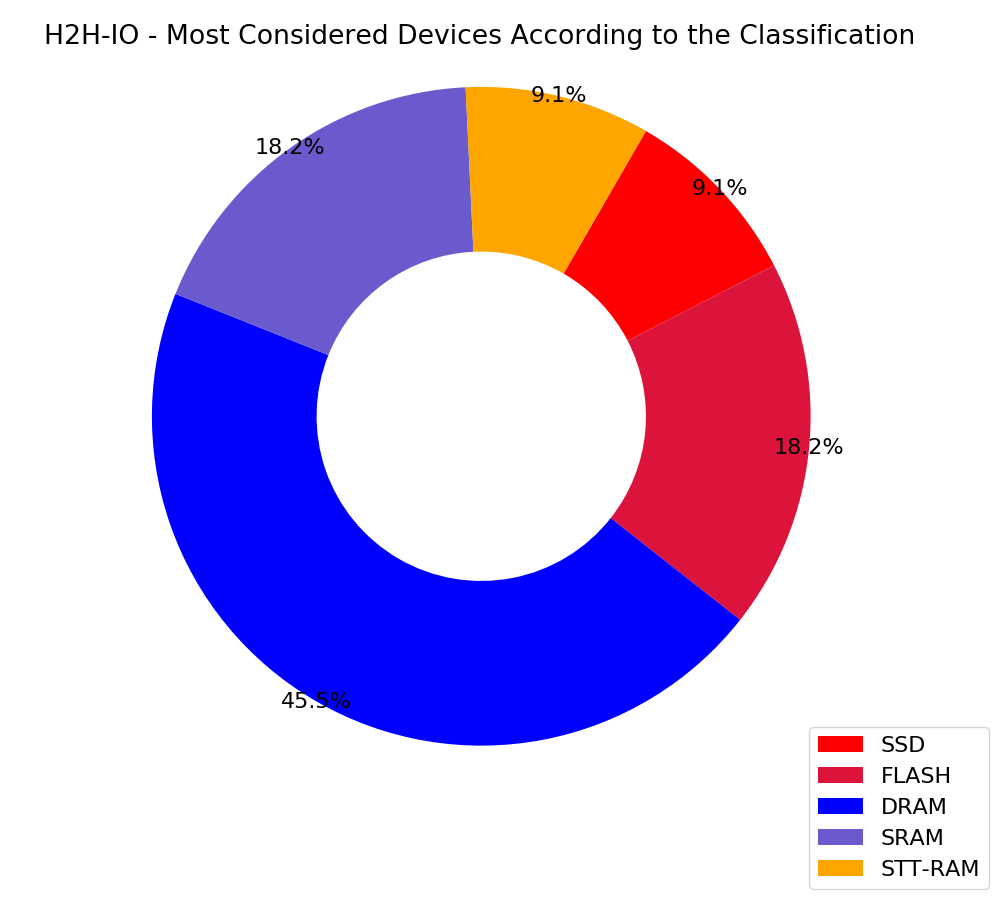 H2H-IO - Most Considered Devices According to the Classification
9.1%
18.2%
9.1%
18.2%
45.5%
SSD
FLASH
DRAM
SRAM
STT-RAM